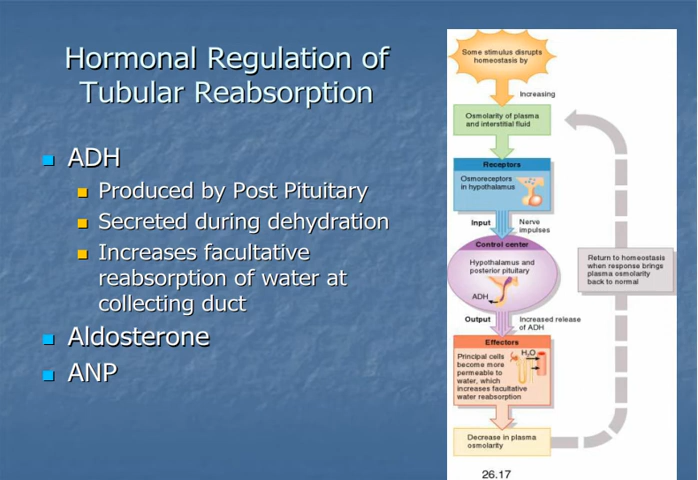 Hormonal Regulation of
Tubular Reabsorption
ADH
Produced by Post Pituitary
Secreted during dehydration
Increases facultative
reabsorption of water at
collecting duct
Aldosterone
ANP
Some stimulus disrupts
homeostasis by
Increasing
Osmolarity of plasma
and interstitial fluid
Receptors
Osmoreceptors
in hypothalamus
Input
Nerve
impulses
Control center
Hypothalamus and
posterior pituitary
ADH
Return to homeostasis
when response brings
plasma osmolarity
back to normal
Output
Increased release
of ADH
Effectors
Principal cells
become more
permeable to
water, which
increases facultative
water reabsorption
H₂O
Decrease in plasma
osmolarity
26.17